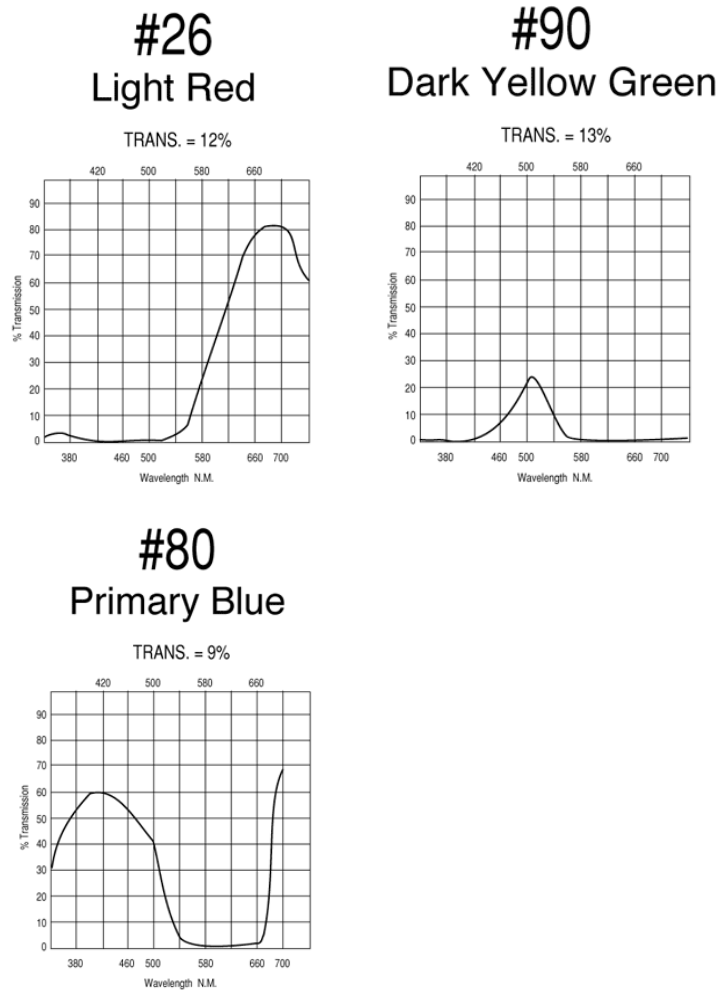 #26
Light Red
TRANS. = 12%
420 500 580 660
90
80
70
60
50
40
30
20
10
0
% Transmission
380 460 500 580 660 700
Wavelength N.M.
#90
Dark Yellow Green
TRANS. = 13%
420 500 580 660
90
80
70
60
50
40
30
20
10
0
% Transmission
380 460 500 580 660 700
Wavelength N.M.
#80
Primary Blue
TRANS. = 9%
420 500 580 660
90
80
70
60
50
40
30
20
10
0
% Transmission
380 460 500 580 660 700
Wavelength N.M.